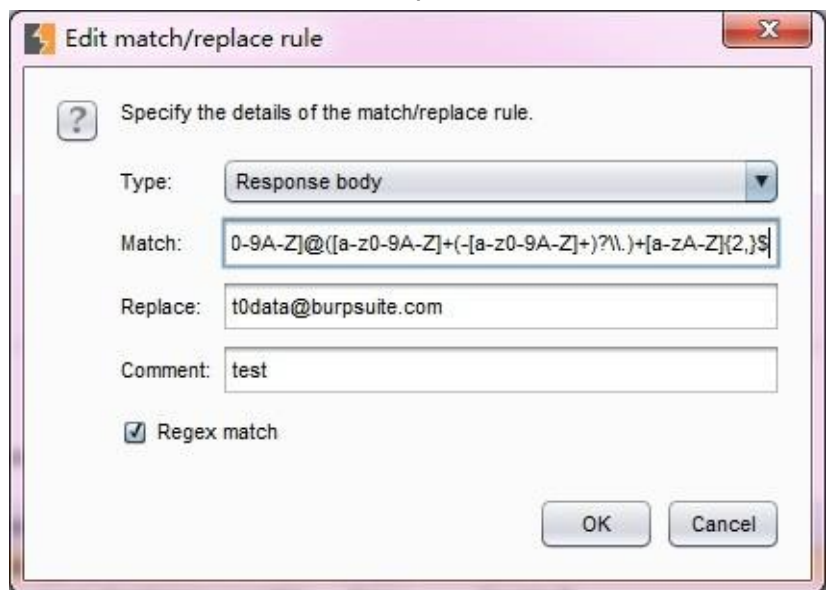 Edit match/replace rule
Specify the details of the match/replace rule.
Type: Response body
Match: 0-9A-Z]@([a-z0-9A-Z]+(-[a-z0-9A-Z]+)?\\.)+[a-zA-Z]{2,}$
Replace: t0data@burpsuite.com
Comment: test
Regex match
OK Cancel